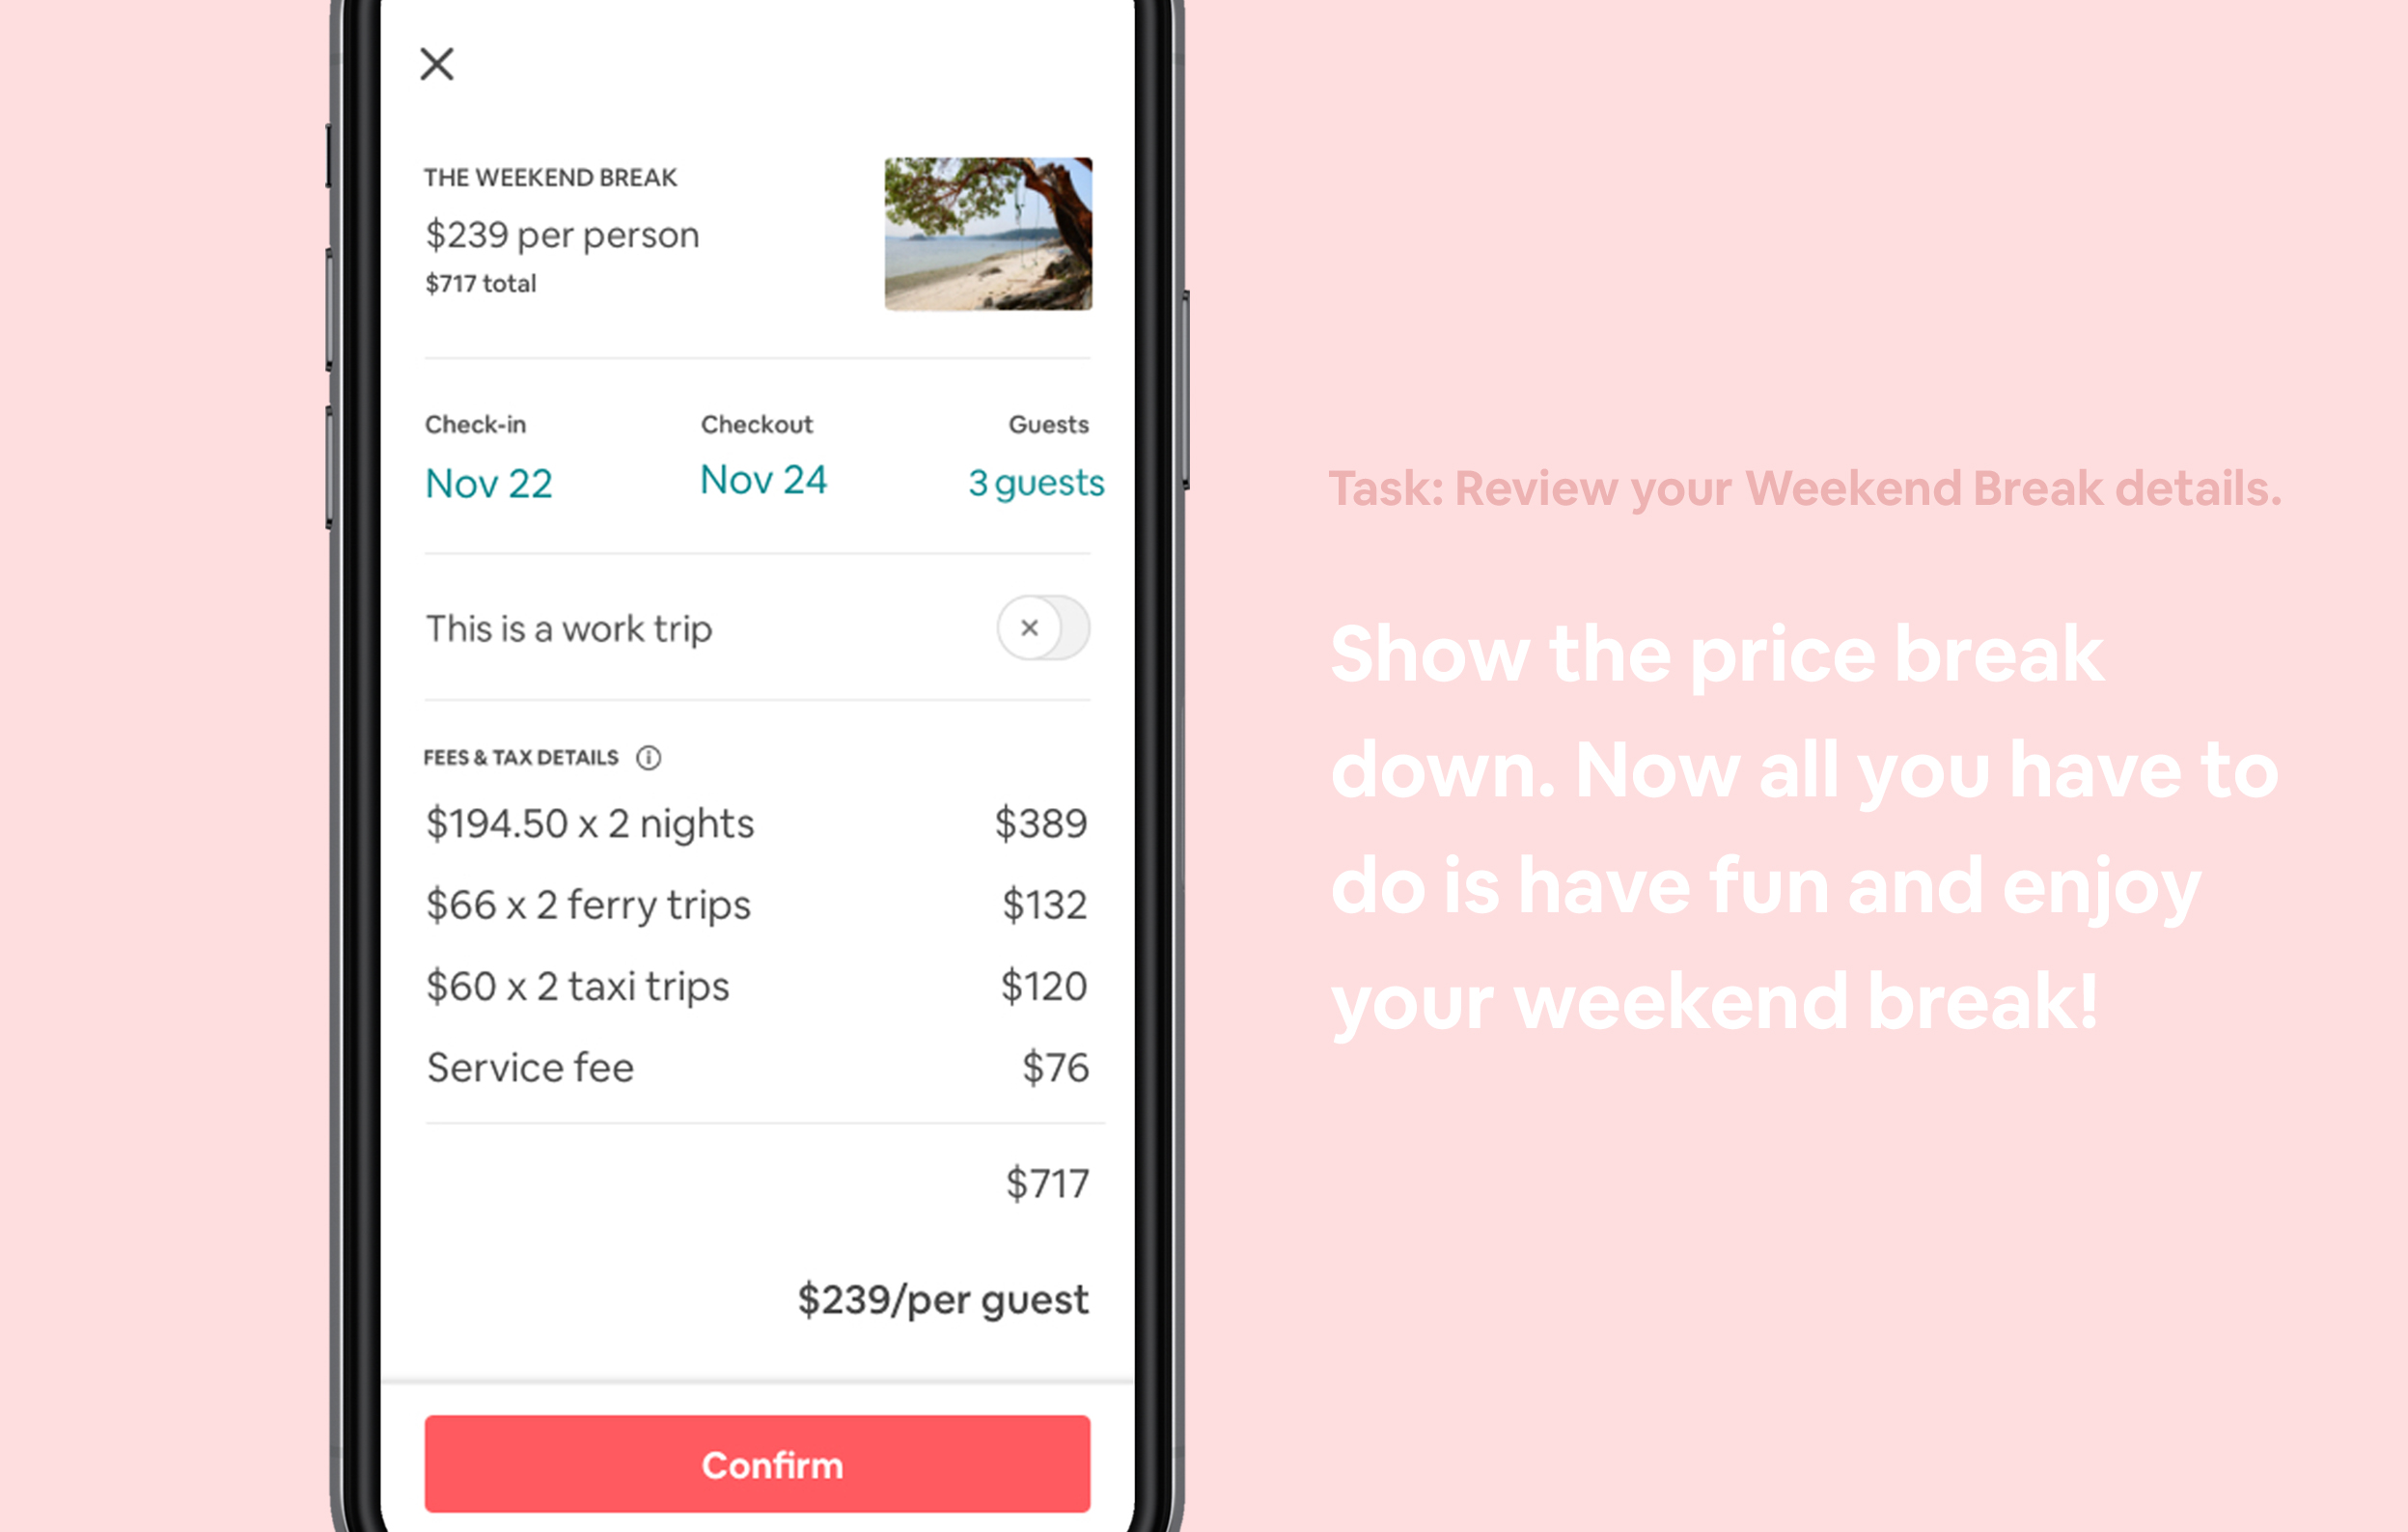 THE WEEKEND BREAK
$239 per person
$717 total
Check-in Checkout Guests
Nov 22 Nov 24 3 guests
This is a work trip
FEES & TAX DETAILS
$194.50 x 2 nights $389
$66 x 2 ferry trips $132
$60 x 2 taxi trips $120
Service fee $76
$717
$239/per guest
Confirm
Task: Review your Weekend Break details.
Show the price break
down. Now all you have to
do is have fun and enjoy
your weekend break!